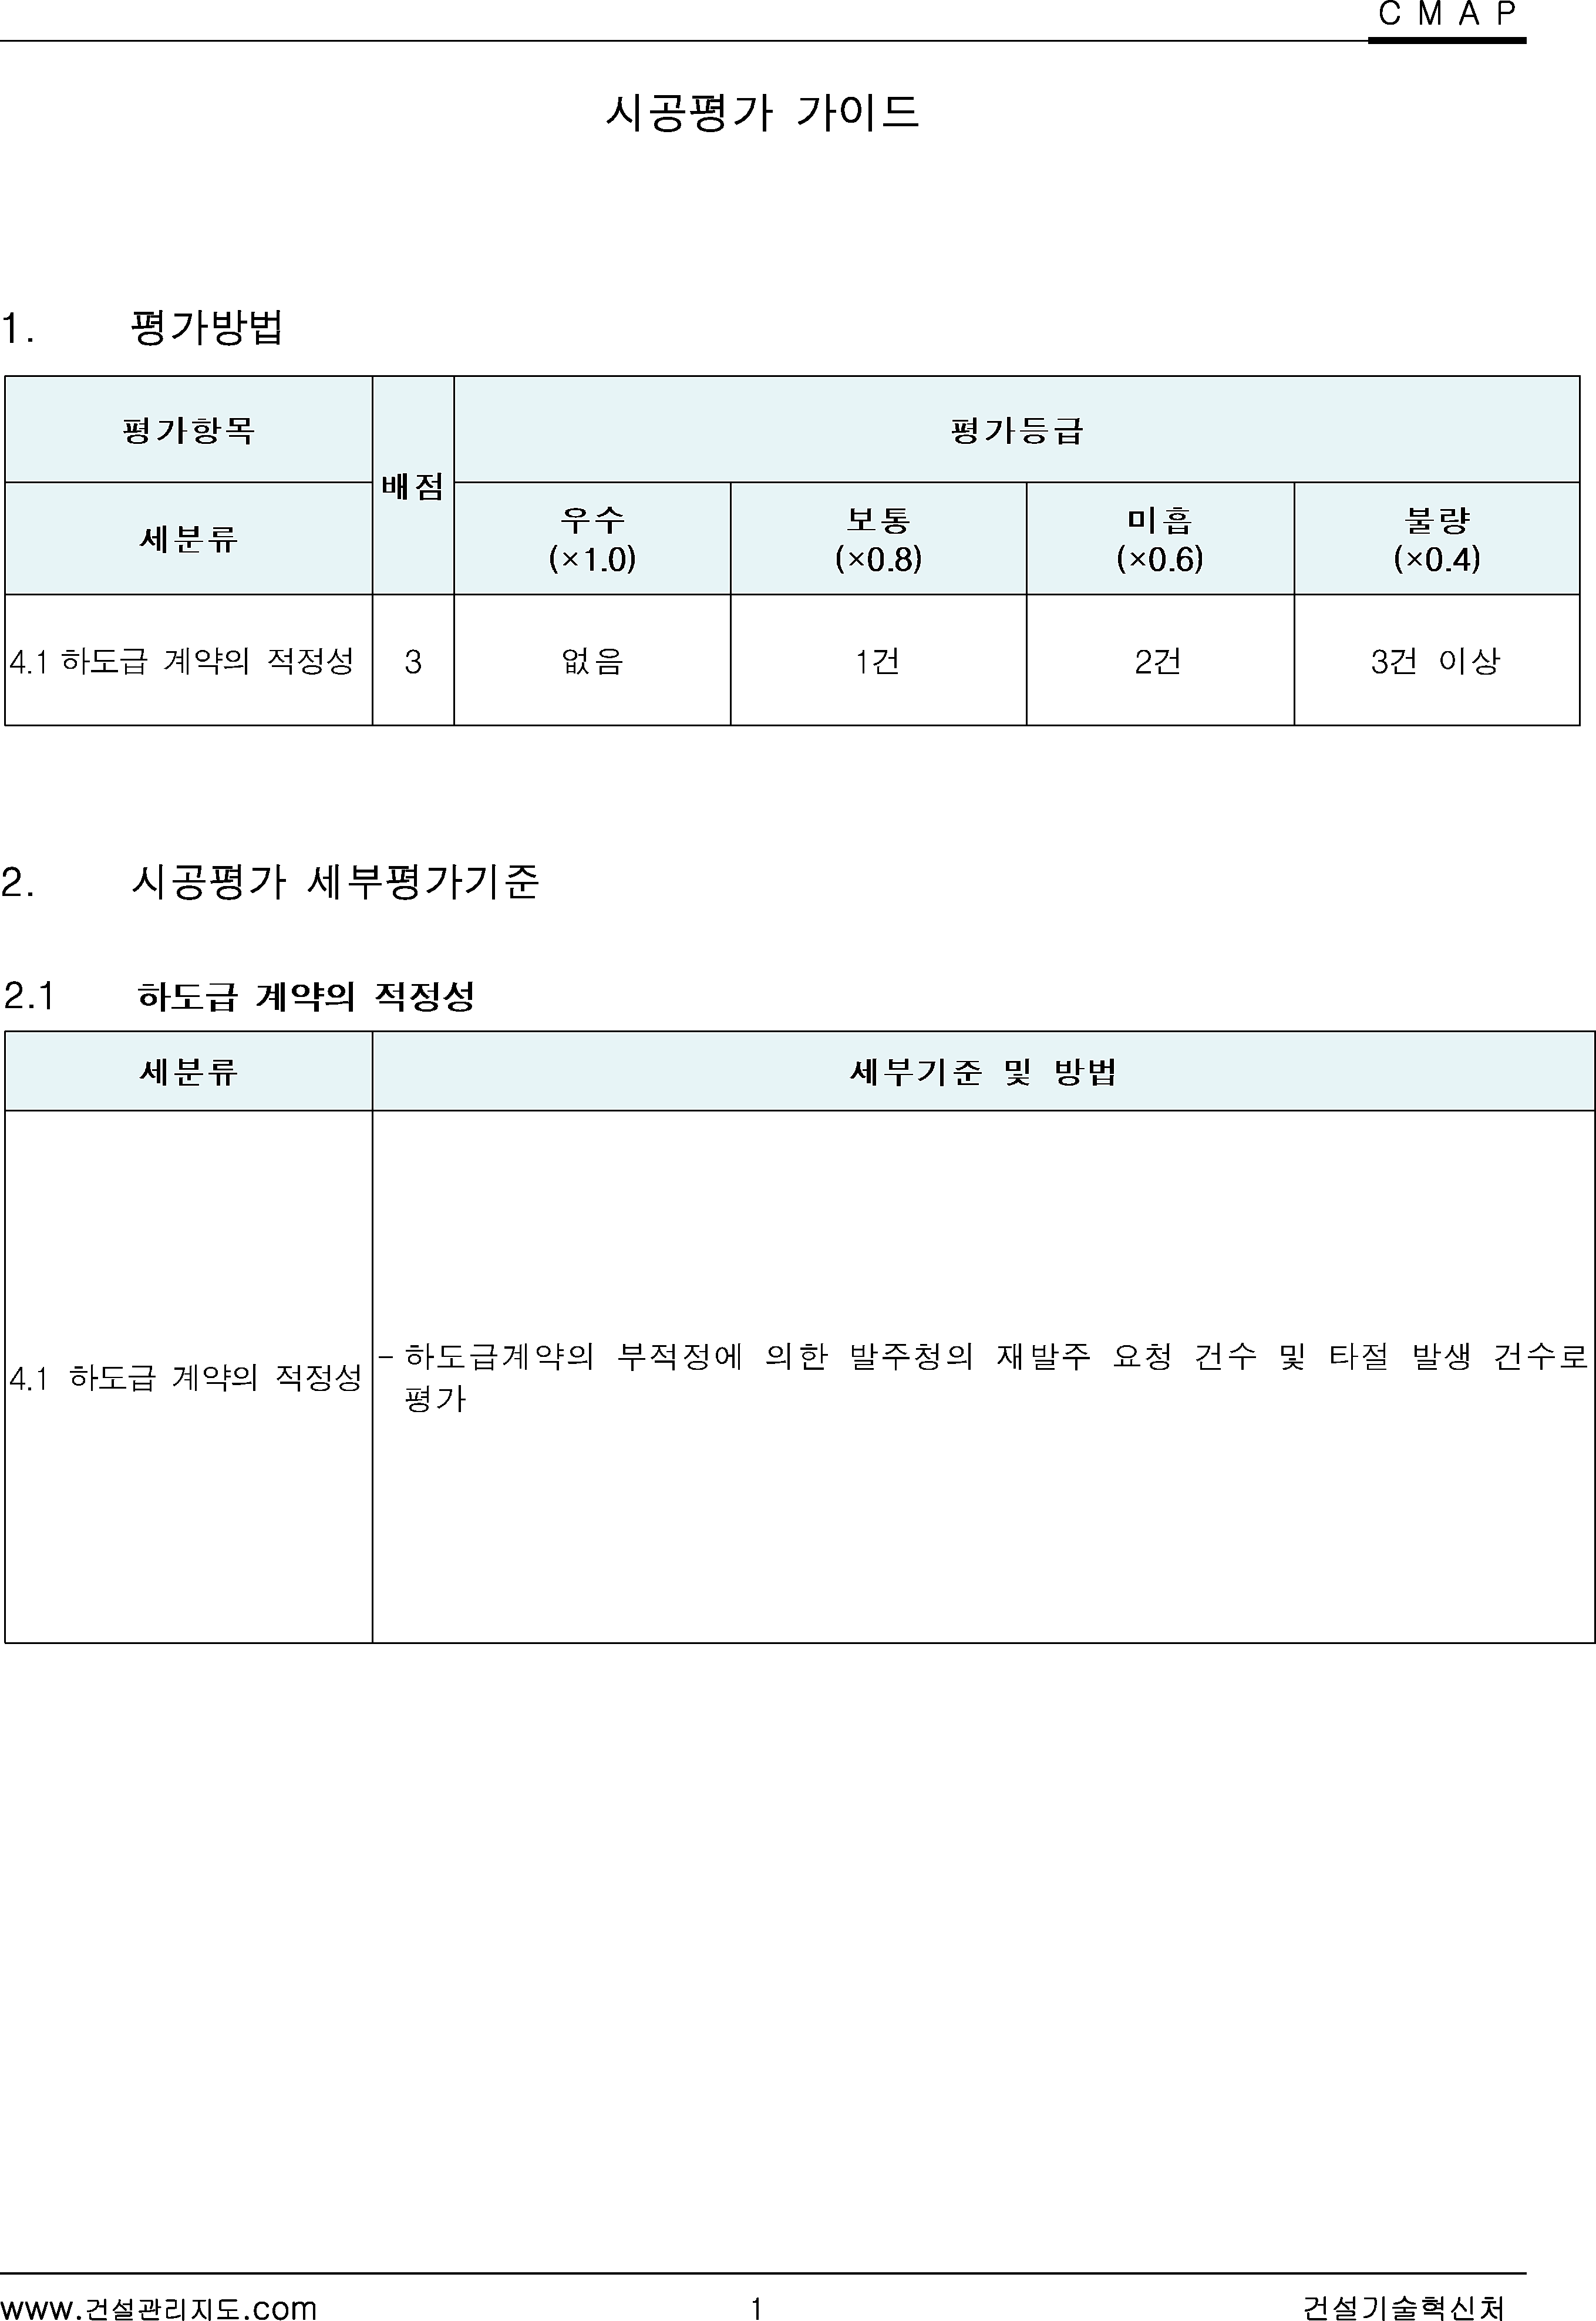 C M A P
시공평가 가이드
1. 평가방법
평가항목 배점 평가등급
세분류 우수 (×1.0) 보통 (×0.8) 미흡 (×0.6) 불량 (×0.4)
4.1 하도급 계약의 적정성 3 없음 1건 2건 3건 이상
2. 시공평가 세부평가기준
2.1 하도급 계약의 적정성
세분류 세부기준 및 방법
4.1 하도급 계약의 적정성
- 하도급계약의 부적정에 의한 발주청의 재발주 요청 건수 및 타절 발생 건수로
평가
www.건설관리지도.com 1 건설기술혁신처